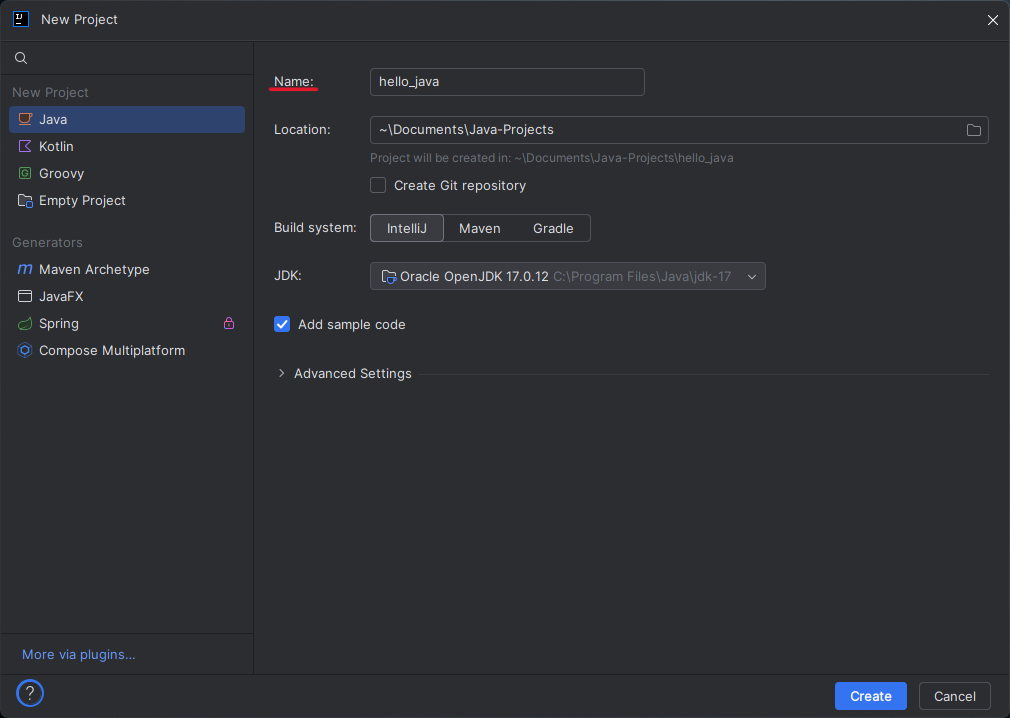 New Project
New Project
Java
Kotlin
Groovy
Empty Project
Generators
Maven Archetype
JavaFX
Spring
Compose Multiplatform
More via plugins...
?
Name: hello_java
Location: ~\Documents\Java-Projects
Project will be created in: ~\Documents\Java-Projects\hello_java
Create Git repository
Build system: IntelliJ Maven Gradle
JDK: Oracle OpenJDK 17.0.12 C:\Program Files\Java\jdk-17
Add sample code
Advanced Settings
Create Cancel